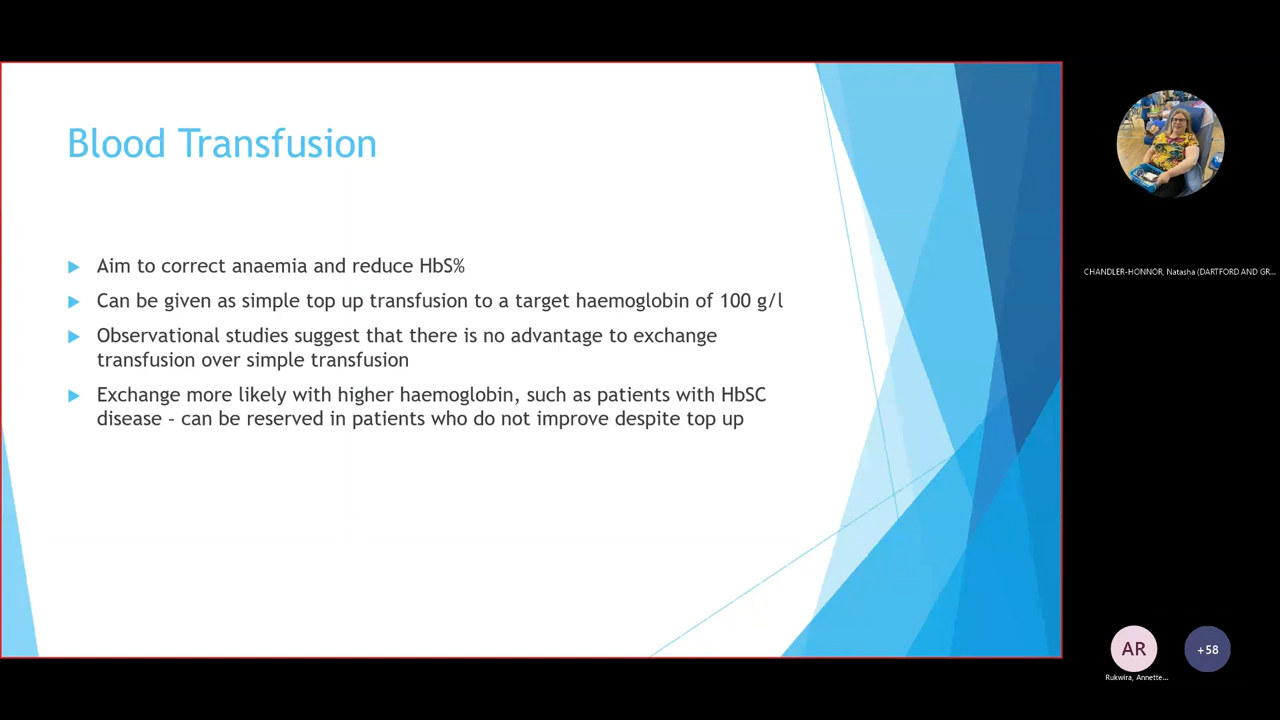 Blood Transfusion
Aim to correct anaemia and reduce HbS%
Can be given as simple top up transfusion to a target haemoglobin of 100 g/l
Observational studies suggest that there is no advantage to exchange
transfusion over simple transfusion
Exchange more likely with higher haemoglobin, such as patients with HbSC
disease – can be reserved in patients who do not improve despite top up
CHANDLER-HONNOR, Natasha (DARTFORD AND GR...
AR
+58
Rukwira, Annette...